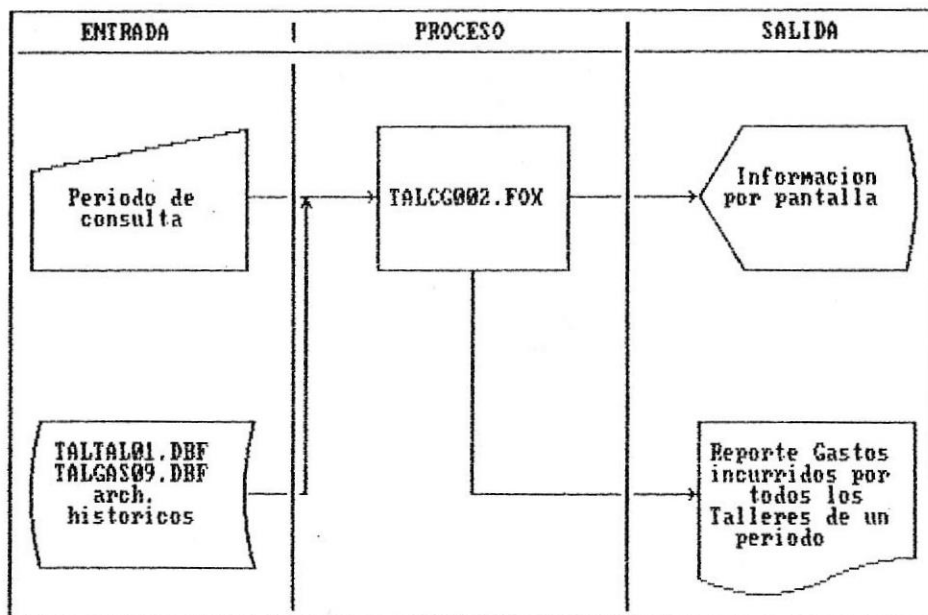 ENTRADA
PROCESO
SALIDA
Periodo de
consulta
TALCG002.FOX
Informacion
por pantalla
TALTAL01.DBF
TALGAS09.DBF
arch.
historicos
Reporte Gastos
incurridos por
todos los
Talleres de un
periodo